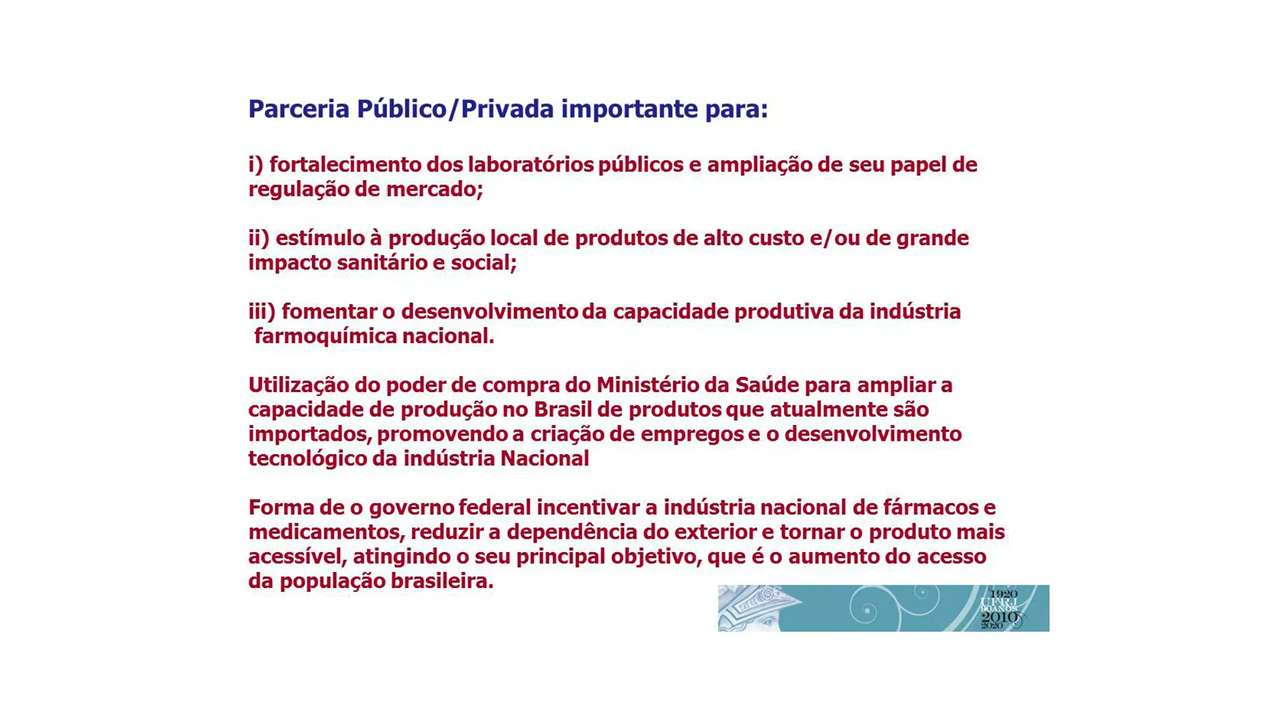 Parceria Público/Privada importante para:
i) fortalecimento dos laboratórios públicos e ampliação de seu papel de
regulação de mercado;
ii) estímulo à produção local de produtos de alto custo e/ou de grande
impacto sanitário e social;
iii) fomentar o desenvolvimento da capacidade produtiva da indústria
farmoquímica nacional.
Utilização do poder de compra do Ministério da Saúde para ampliar a
capacidade de produção no Brasil de produtos que atualmente são
importados, promovendo a criação de empregos e o desenvolvimento
tecnológico da indústria Nacional
Forma de o governo federal incentivar a indústria nacional de fármacos e
medicamentos, reduzir a dependência do exterior e tornar o produto mais
acessível, atingindo o seu principal objetivo, que é o aumento do acesso
da população brasileira.
1920
UFRJ
90 ANOS
2010
2020